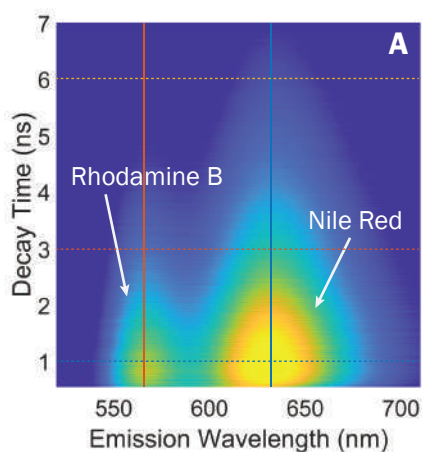 A
7
6
5
4
3
2
1
Decay Time (ns)
Rhodamine B
Nile Red
550 600 650 700
Emission Wavelength (nm)